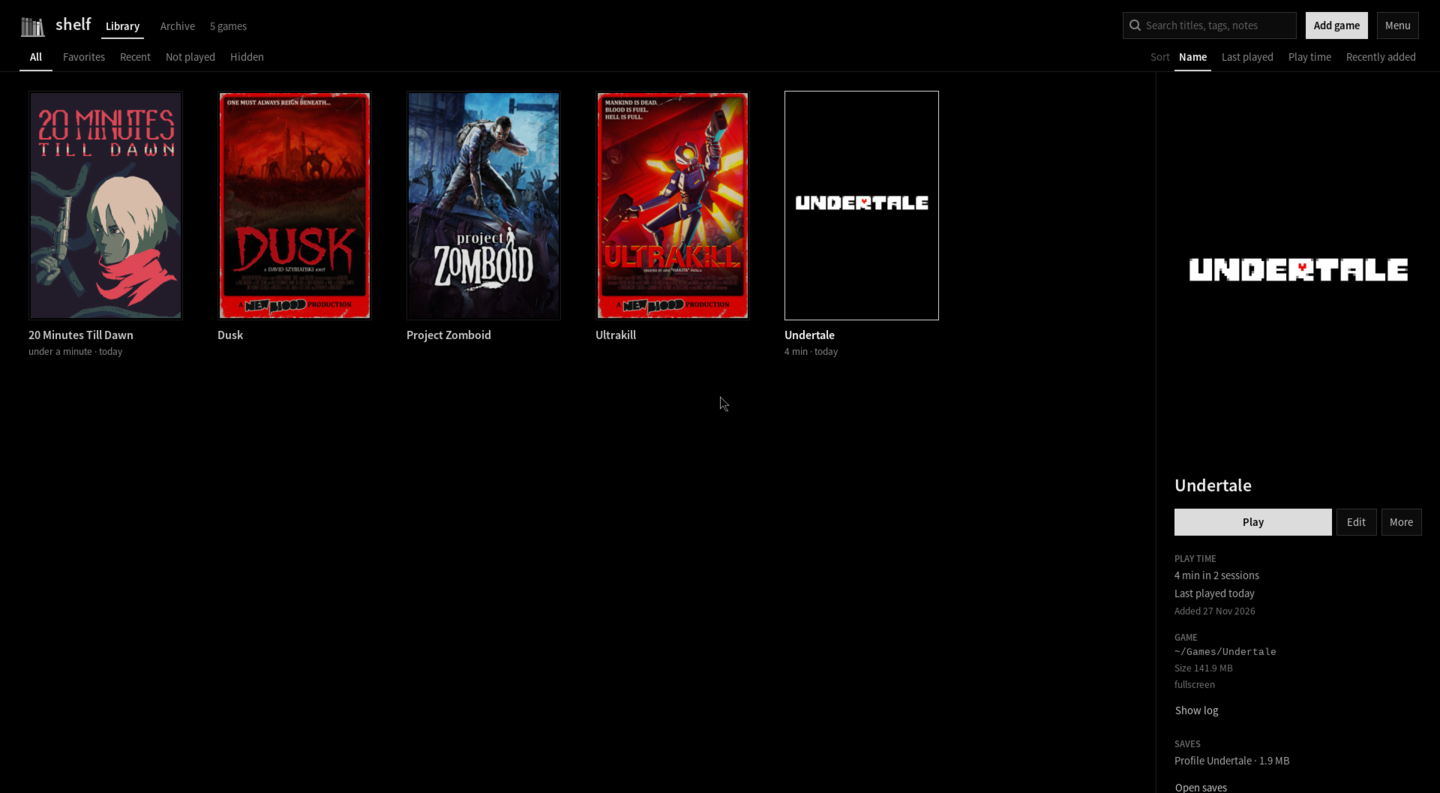 shelf
Library
Archive
5 games
Search titles, tags, notes
Add game
Menu
All
Favorites
Recent
Not played
Hidden
Sort
Name
Last played
Play time
Recently added
20 MINUTES
TILL DAWN
20 Minutes Till Dawn
under a minute · today
ONE MUST ALWAYS REIGN BENEATH...
DUSK
A DAVID SZYMANSKI JOINT
A NEW BLOOD PRODUCTION
Dusk
project
ZOMBOID
Project Zomboid
MANKIND IS DEAD.
BLOOD IS FUEL.
HELL IS FULL.
ULTRAKILL
A NEW BLOOD PRODUCTION
Ultrakill
UNDERTALE
Undertale
4 min · today
UNDERTALE
Undertale
Play
Edit
More
PLAY TIME
4 min in 2 sessions
Last played today
Added 27 Nov 2026
GAME
~/Games/Undertale
Size 141.9 MB
fullscreen
Show log
SAVES
Profile Undertale · 1.9 MB
Open saves